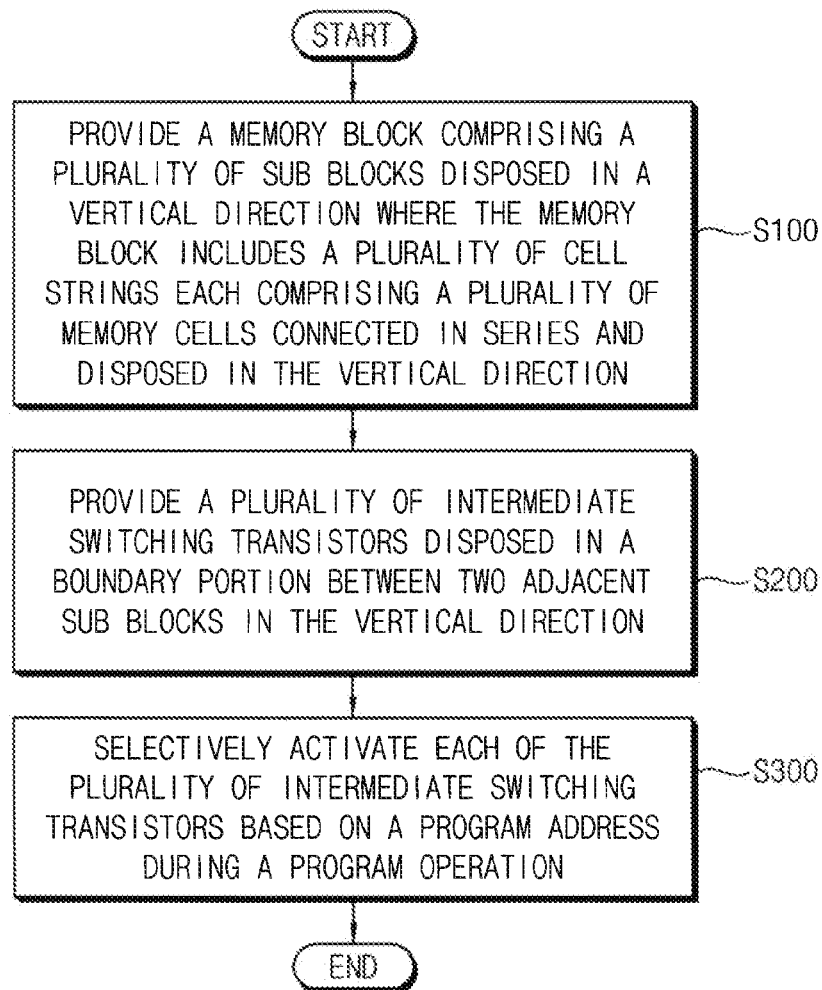 START
PROVIDE A MEMORY BLOCK COMPRISING A
PLURALITY OF SUB BLOCKS DISPOSED IN A
VERTICAL DIRECTION WHERE THE MEMORY
BLOCK INCLUDES A PLURALITY OF CELL
STRINGS EACH COMPRISING A PLURALITY OF
MEMORY CELLS CONNECTED IN SERIES AND
DISPOSED IN THE VERTICAL DIRECTION
S100
PROVIDE A PLURALITY OF INTERMEDIATE
SWITCHING TRANSISTORS DISPOSED IN A
BOUNDARY PORTION BETWEEN TWO ADJACENT
SUB BLOCKS IN THE VERTICAL DIRECTION
S200
SELECTIVELY ACTIVATE EACH OF THE
PLURALITY OF INTERMEDIATE SWITCHING
TRANSISTORS BASED ON A PROGRAM ADDRESS
DURING A PROGRAM OPERATION
S300
END